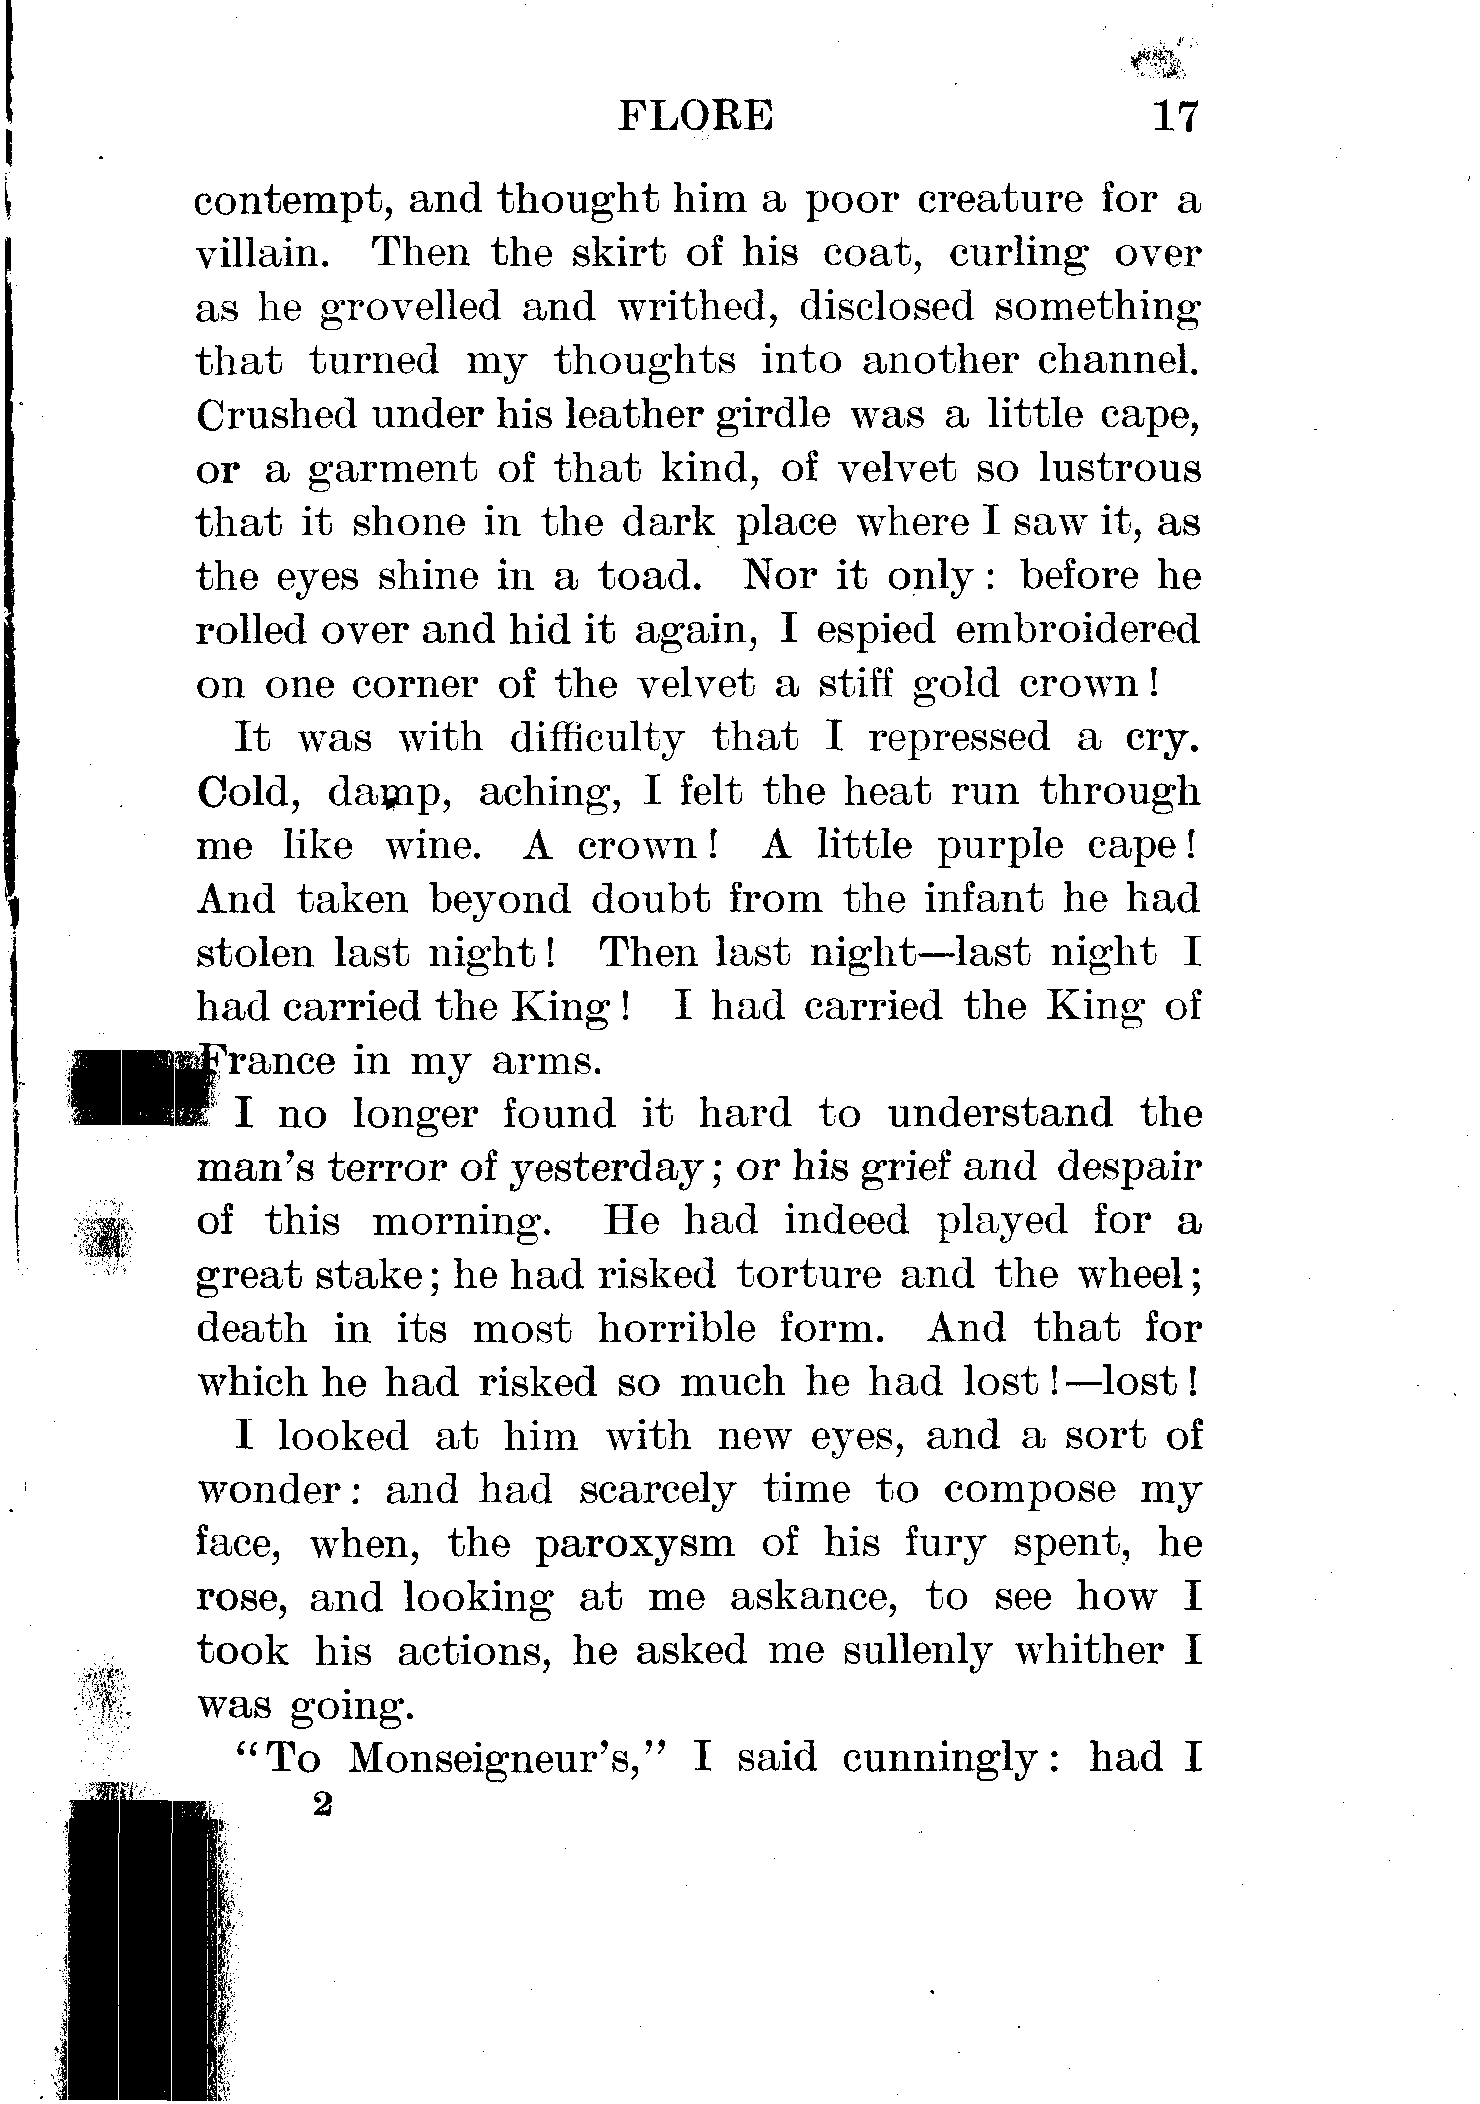 FLORE 17
contempt, and thought him a poor creature for a
villain. Then the skirt of his coat, curling over
as he grovelled and writhed, disclosed something
that turned my thoughts into another channel.
Crushed under his leather girdle was a little cape,
or a garment of that kind, of velvet so lustrous
that it shone in the dark place where I saw it, as
the eyes shine in a toad. Nor it only: before he
rolled over and hid it again, I espied embroidered
on one corner of the velvet a stiff gold crown!
It was with difficulty that I repressed a cry.
Cold, damp, aching, I felt the heat run through
me like wine. A crown! A little purple cape!
And taken beyond doubt from the infant he had
stolen last night! Then last night—last night I
had carried the King! I had carried the King of
France in my arms.
I no longer found it hard to understand the
man's terror of yesterday; or his grief and despair
of this morning. He had indeed played for a
great stake; he had risked torture and the wheel;
death in its most horrible form. And that for
which he had risked so much he had lost!—lost!
I looked at him with new eyes, and a sort of
wonder: and had scarcely time to compose my
face, when, the paroxysm of his fury spent, he
rose, and looking at me askance, to see how I
took his actions, he asked me sullenly whither I
was going.
"To Monseigneur's," I said cunningly: had I
2